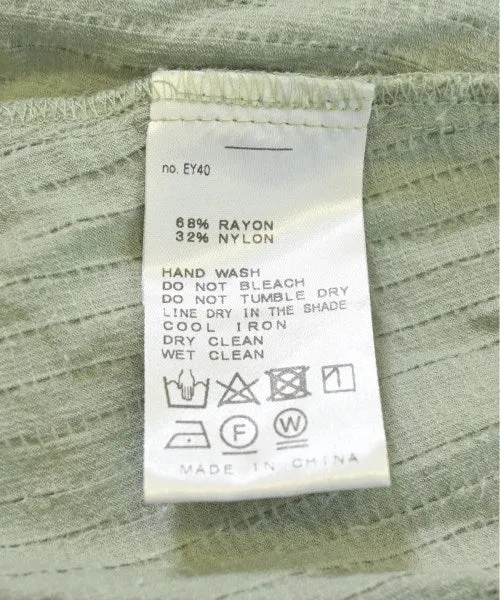 no. EY40
68% RAYON
32% NYLON
HAND WASH
DO NOT BLEACH
DO NOT TUMBLE DRY
LINE DRY IN THE SHADE
COOL IRON
DRY CLEAN
WET CLEAN
F W
MADE IN CHINA